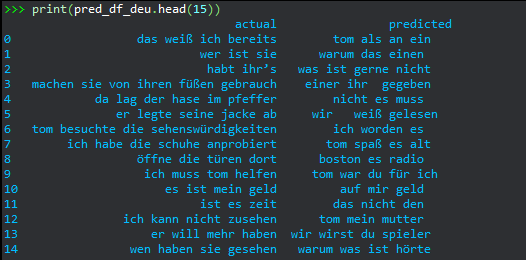 >>> print(pred_df_deu.head(15))
actual predicted
0 das weiß ich bereits tom als an ein
1 wer ist sie warum das einen
2 habt ihr’s was ist gerne nicht
3 machen sie von ihren füßen gebrauch einer ihr gegeben
4 da lag der hase im pfeffer nicht es muss
5 er legte seine jacke ab wir weiß gelesen
6 tom besuchte die sehenswürdigkeiten ich worden es
7 ich habe die schuhe anprobiert tom spaß es alt
8 öffne die türen dort boston es radio
9 ich muss tom helfen tom war du für ich
10 es ist mein geld auf mir geld
11 ist es zeit das nicht den
12 ich kann nicht zusehen tom mein mutter
13 er will mehr haben wir wirst du spieler
14 wen haben sie gesehen warum was ist hörte